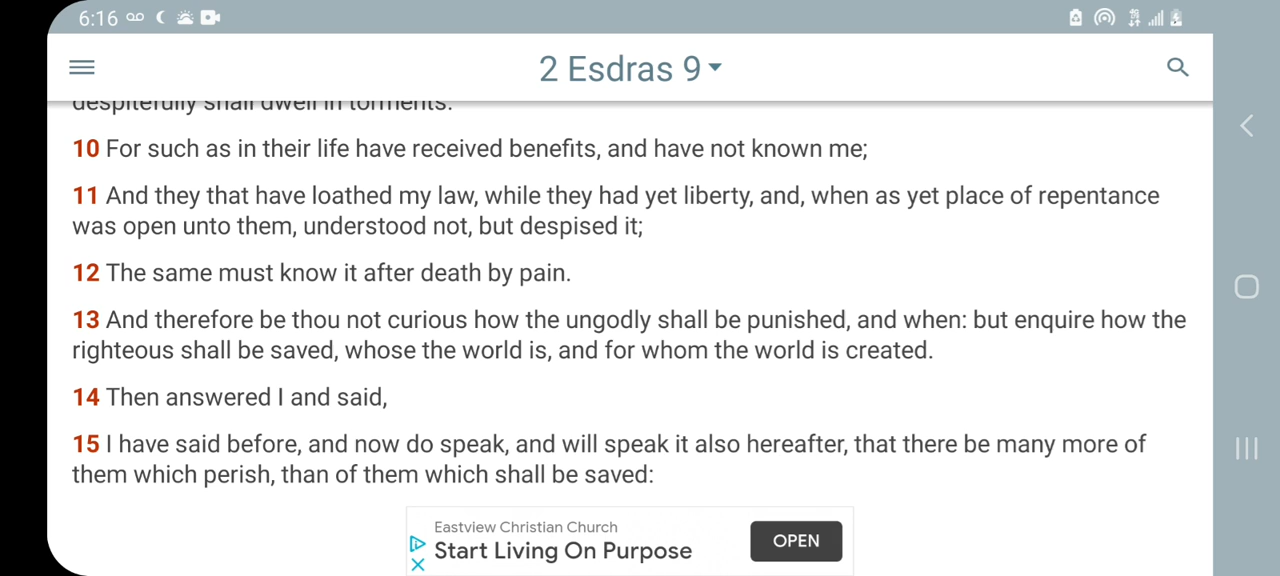 6:16
2 Esdras 9
despitefully shall dwell in torments.
10 For such as in their life have received benefits, and have not known me;
11 And they that have loathed my law, while they had yet liberty, and, when as yet place of repentance
was open unto them, understood not, but despised it;
12 The same must know it after death by pain.
13 And therefore be thou not curious how the ungodly shall be punished, and when: but enquire how the
righteous shall be saved, whose the world is, and for whom the world is created.
14 Then answered I and said,
15 I have said before, and now do speak, and will speak it also hereafter, that there be many more of
them which perish, than of them which shall be saved:
Eastview Christian Church
Start Living On Purpose
OPEN